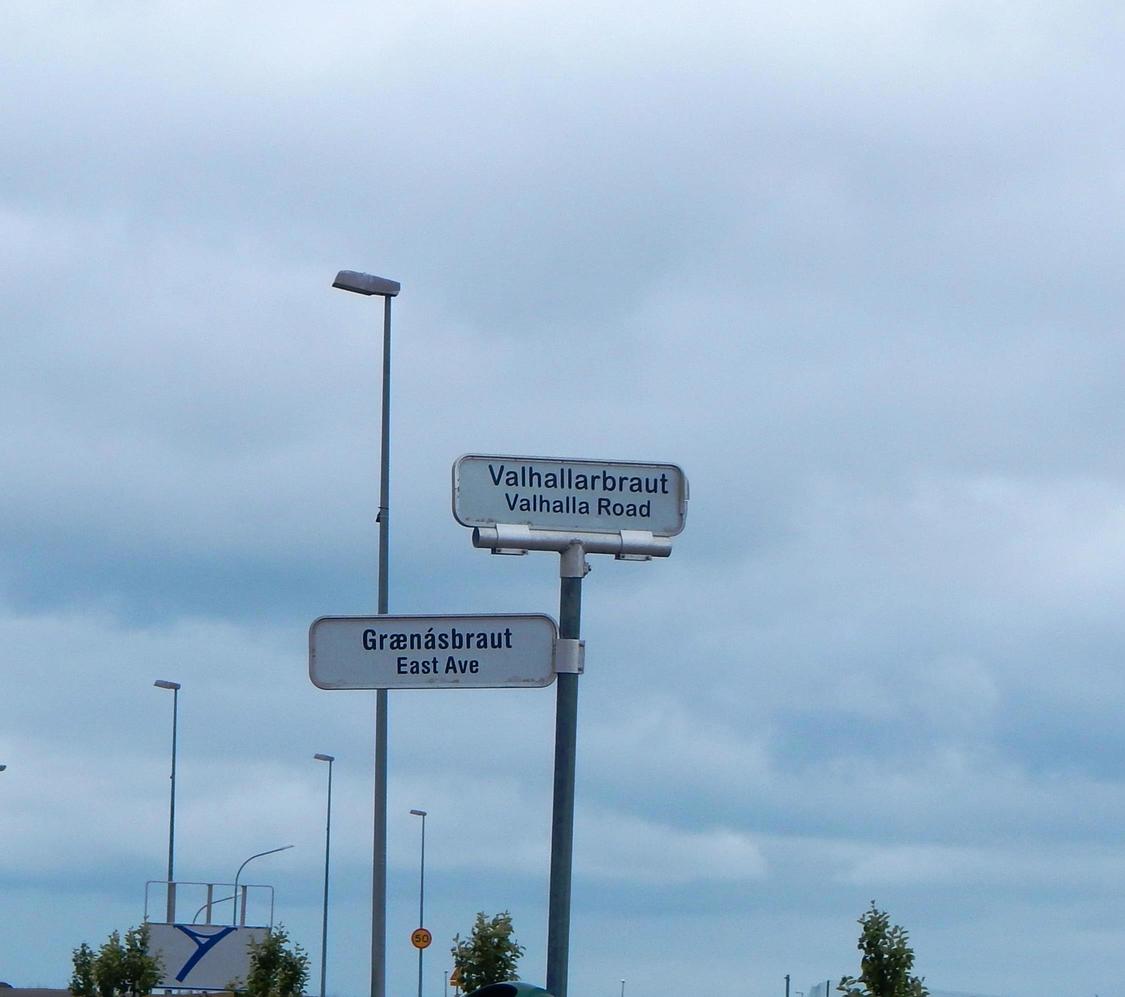 Valhallarbraut
Valhalla Road
Grænásbraut
East Ave
50